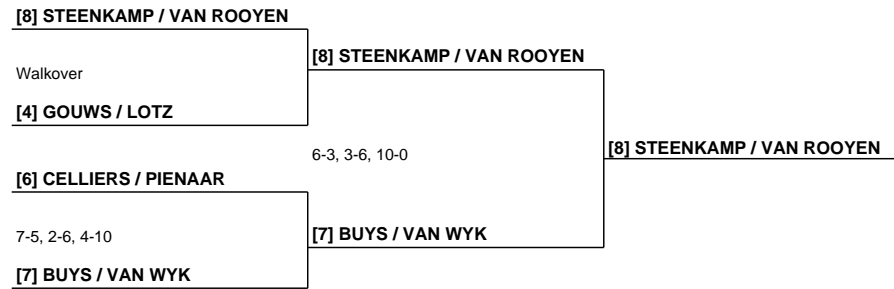 [8] STEENKAMP / VAN ROOYEN
Walkover
[4] GOUWS / LOTZ
[6] CELLIERS / PIENAAR
7-5, 2-6, 4-10
[7] BUYS / VAN WYK
[8] STEENKAMP / VAN ROOYEN
6-3, 3-6, 10-0
[7] BUYS / VAN WYK
[8] STEENKAMP / VAN ROOYEN